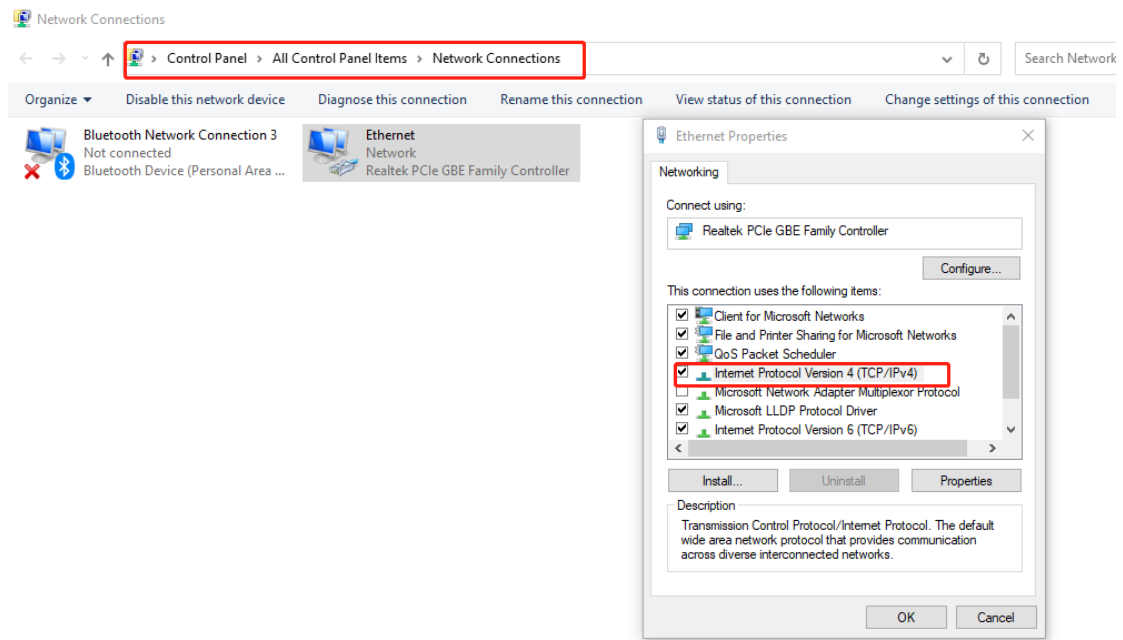 Network Connections
Control Panel > All Control Panel Items > Network Connections
Search Network
Organize
Disable this network device
Diagnose this connection
Rename this connection
View status of this connection
Change settings of this connection
Bluetooth Network Connection 3
Not connected
Bluetooth Device (Personal Area ...
Ethernet
Network
Realtek PCIe GBE Family Controller
Ethernet Properties
Networking
Connect using:
Realtek PCIe GBE Family Controller
Configure...
This connection uses the following items:
Client for Microsoft Networks
File and Printer Sharing for Microsoft Networks
QoS Packet Scheduler
Internet Protocol Version 4 (TCP/IPv4)
Microsoft Network Adapter Multiplexor Protocol
Microsoft LLDP Protocol Driver
Internet Protocol Version 6 (TCP/IPv6)
Install...
Uninstall
Properties
Description
Transmission Control Protocol/Internet Protocol. The default
wide area network protocol that provides communication
across diverse interconnected networks.
OK
Cancel